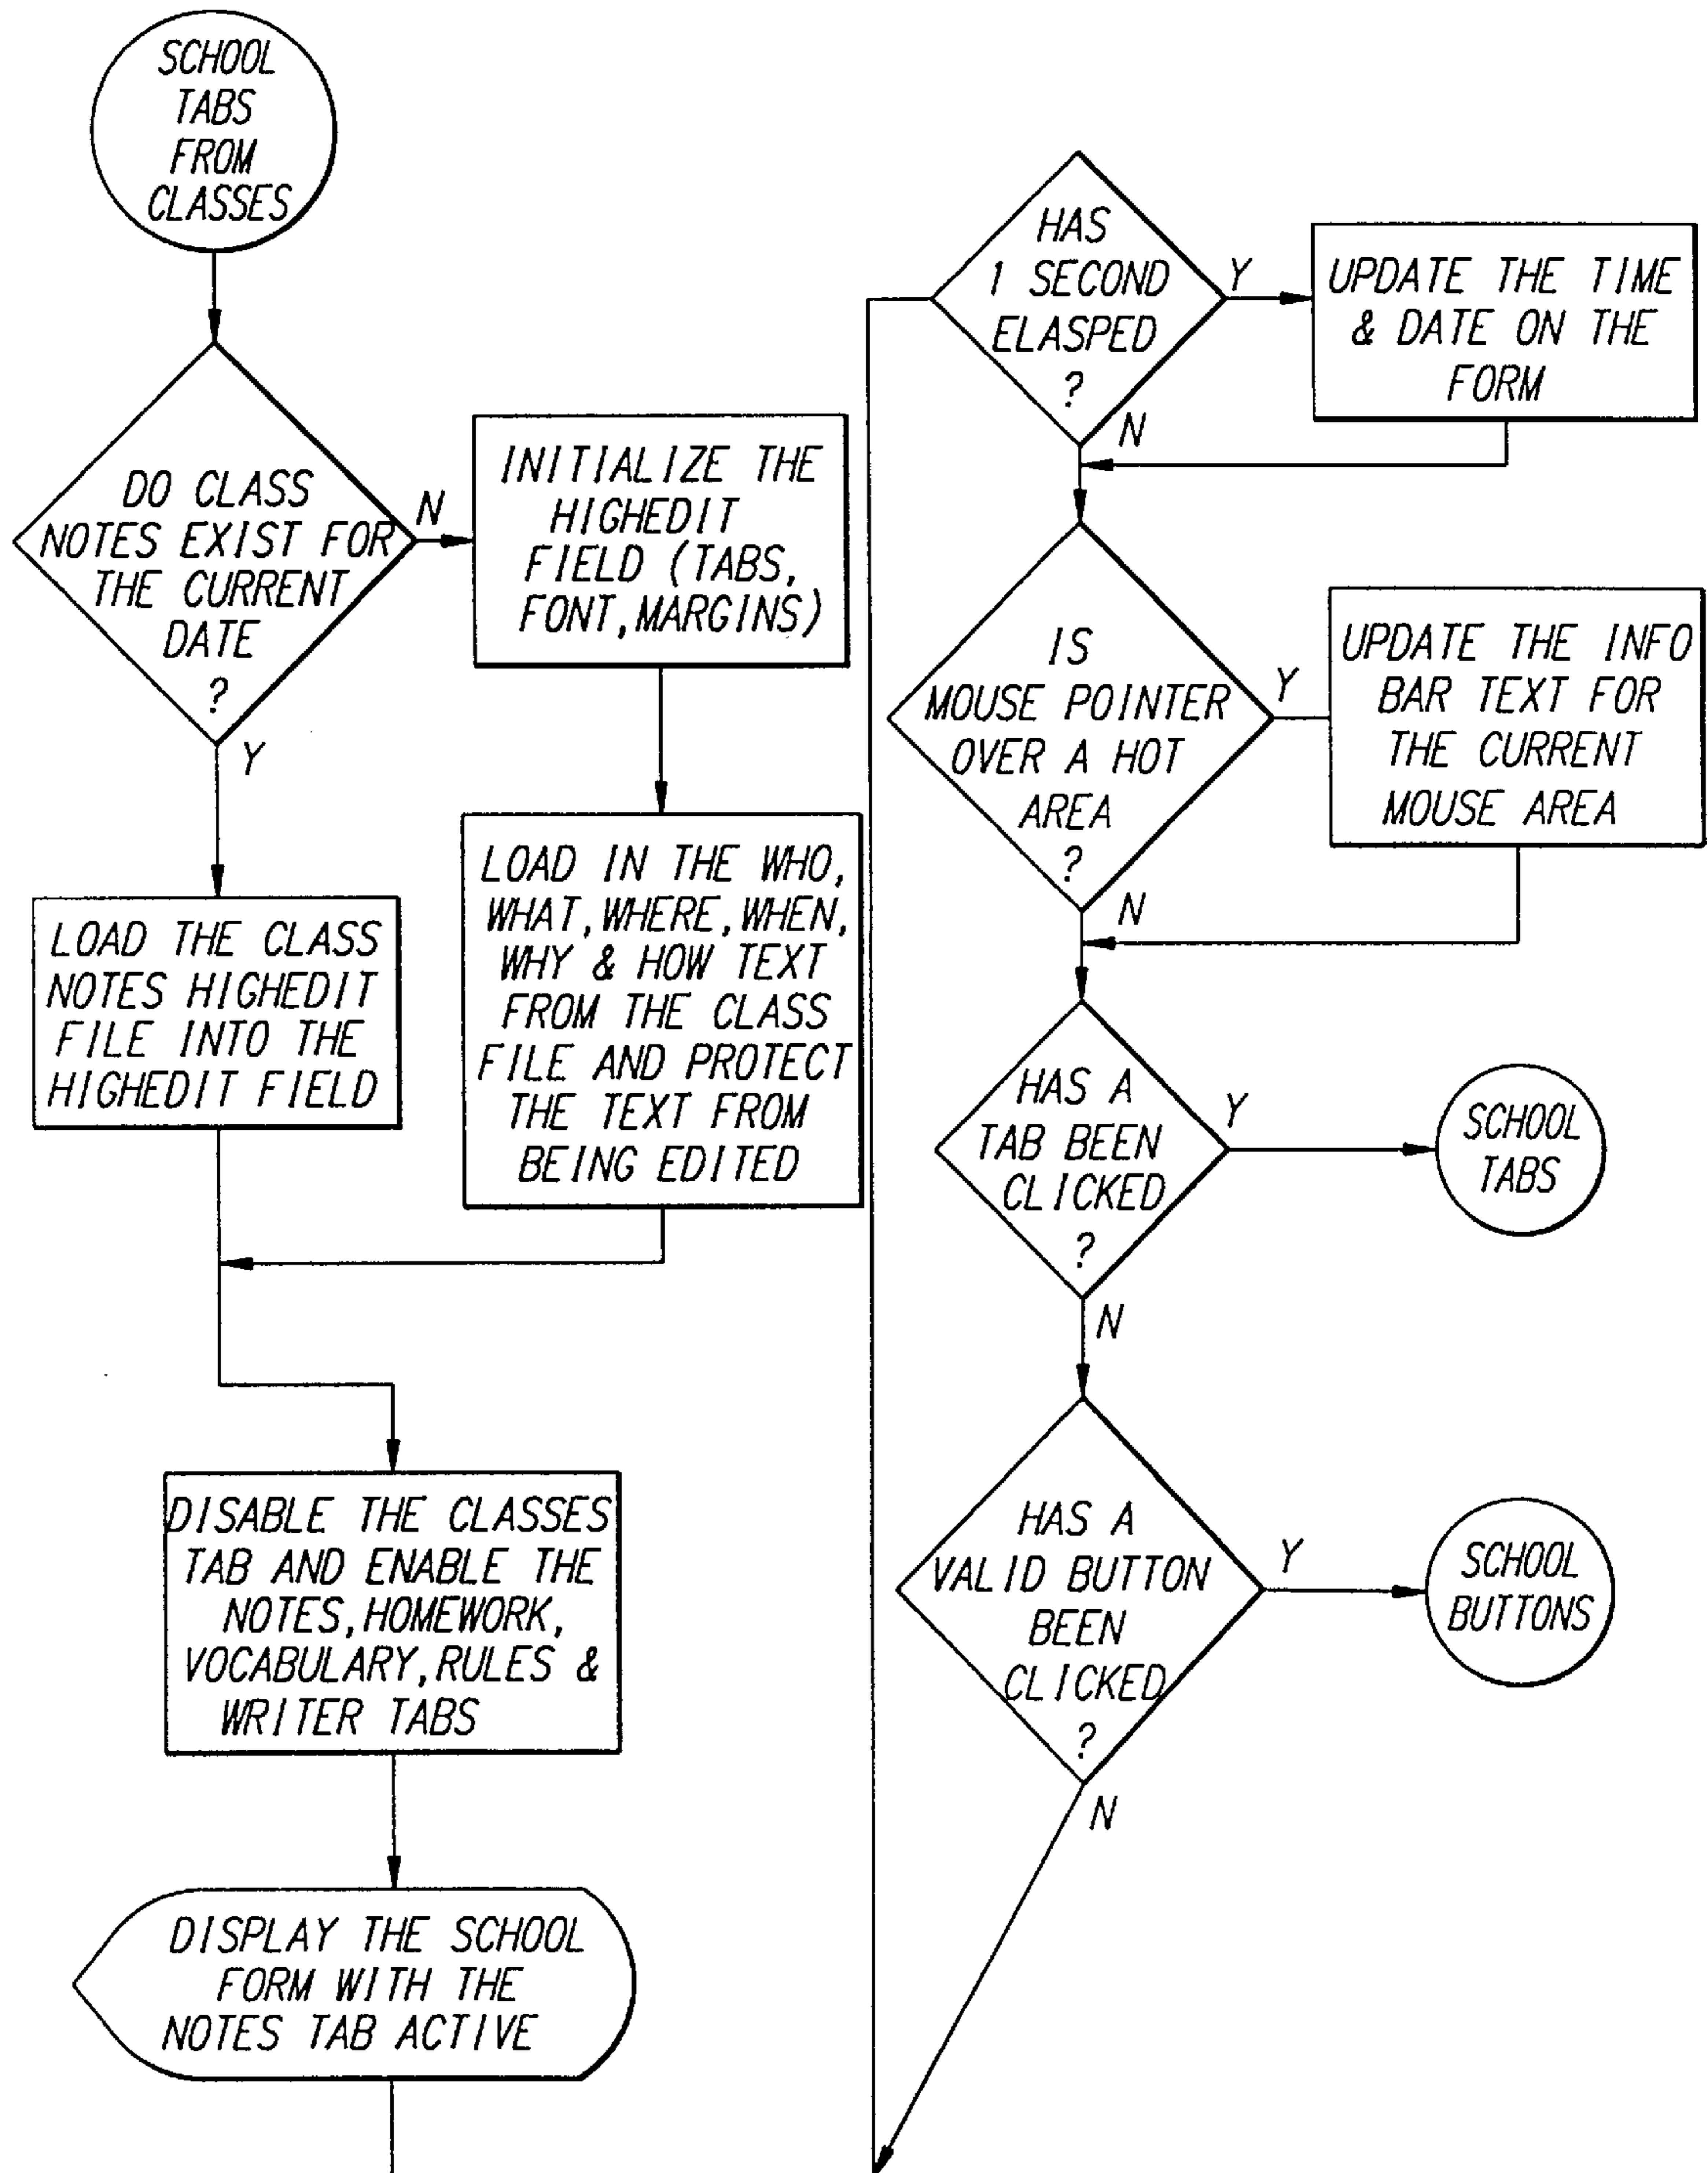 SCHOOL
TABS
FROM
CLASSES
DO CLASS
NOTES EXIST FOR
THE CURRENT
DATE
?
N
Y
INITIALIZE THE
HIGHEDIT
FIELD (TABS,
FONT, MARGINS)
LOAD THE CLASS
NOTES HIGHEDIT
FILE INTO THE
HIGHEDIT FIELD
LOAD IN THE WHO,
WHAT, WHERE, WHEN,
WHY & HOW TEXT
FROM THE CLASS
FILE AND PROTECT
THE TEXT FROM
BEING EDITED
DISABLE THE CLASSES
TAB AND ENABLE THE
NOTES, HOMEWORK,
VOCABULARY, RULES &
WRITER TABS
DISPLAY THE SCHOOL
FORM WITH THE
NOTES TAB ACTIVE
HAS
1 SECOND
ELASPED
?
Y
N
UPDATE THE TIME
& DATE ON THE
FORM
IS
MOUSE POINTER
OVER A HOT
AREA
?
Y
N
UPDATE THE INFO
BAR TEXT FOR
THE CURRENT
MOUSE AREA
HAS A
TAB BEEN
CLICKED
?
Y
N
SCHOOL
TABS
HAS A
VALID BUTTON
BEEN
CLICKED
?
Y
N
SCHOOL
BUTTONS